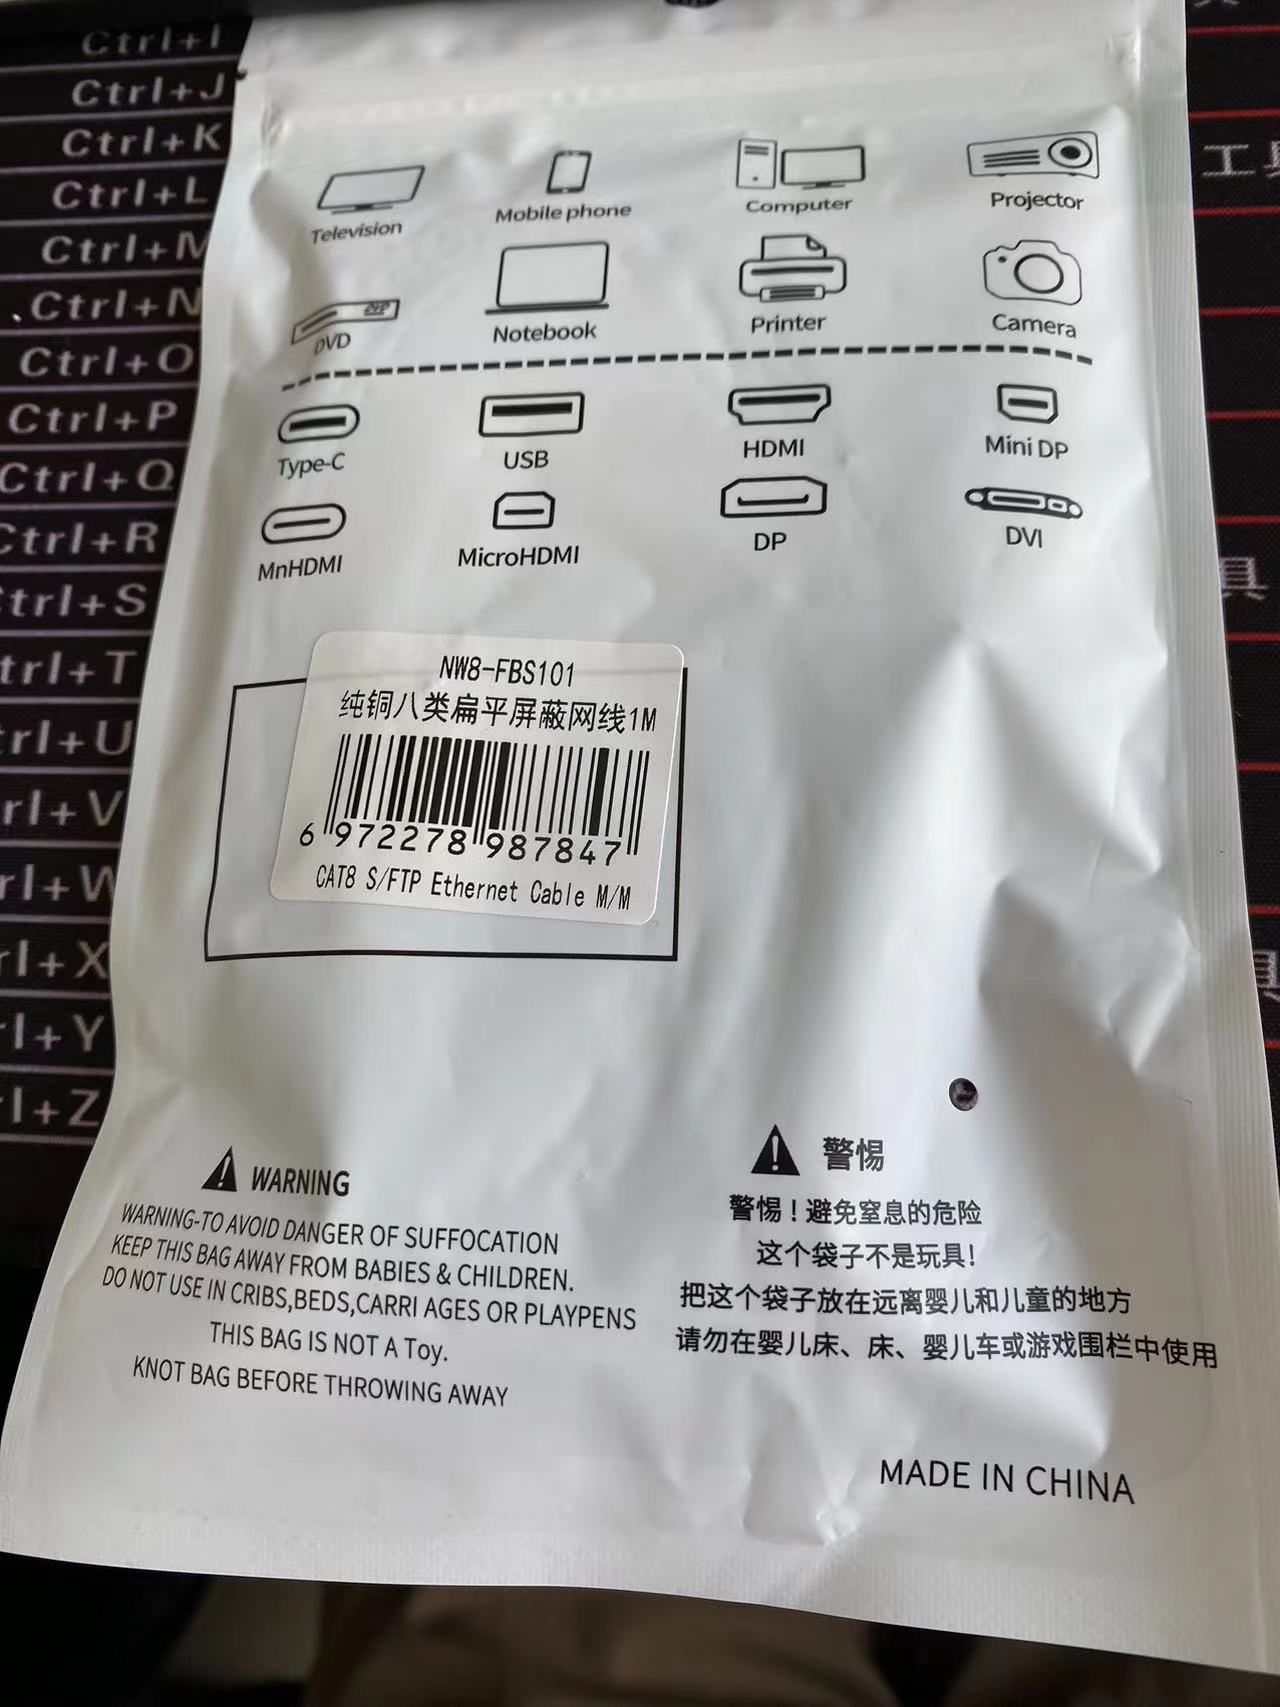 Ctrl+I
Ctrl+J
Ctrl+K
Ctrl+L
Ctrl+M
Ctrl+N
Ctrl+O
Ctrl+P
Ctrl+Q
Ctrl+R
Ctrl+S
trl+T
rl+U
rl+V
rl+W
rl+X
rl+Y
rl+Z
工具
具
Television
Mobile phone
Computer
Projector
DVD
DVD
Notebook
Printer
Camera
Type-C
USB
HDMI
Mini DP
MnHDMI
MicroHDMI
DP
DVI
NW8-FBS101
纯铜八类扁平屏蔽网线1M
6 972278 987847
CAT8 S/FTP Ethernet Cable M/M
WARNING
WARNING-TO AVOID DANGER OF SUFFOCATION
KEEP THIS BAG AWAY FROM BABIES & CHILDREN.
DO NOT USE IN CRIBS,BEDS,CARRI AGES OR PLAYPENS
THIS BAG IS NOT A Toy.
KNOT BAG BEFORE THROWING AWAY
警惕
警惕！避免窒息的危险
这个袋子不是玩具！
把这个袋子放在远离婴儿和儿童的地方
请勿在婴儿床、床、婴儿车或游戏围栏中使用
MADE IN CHINA